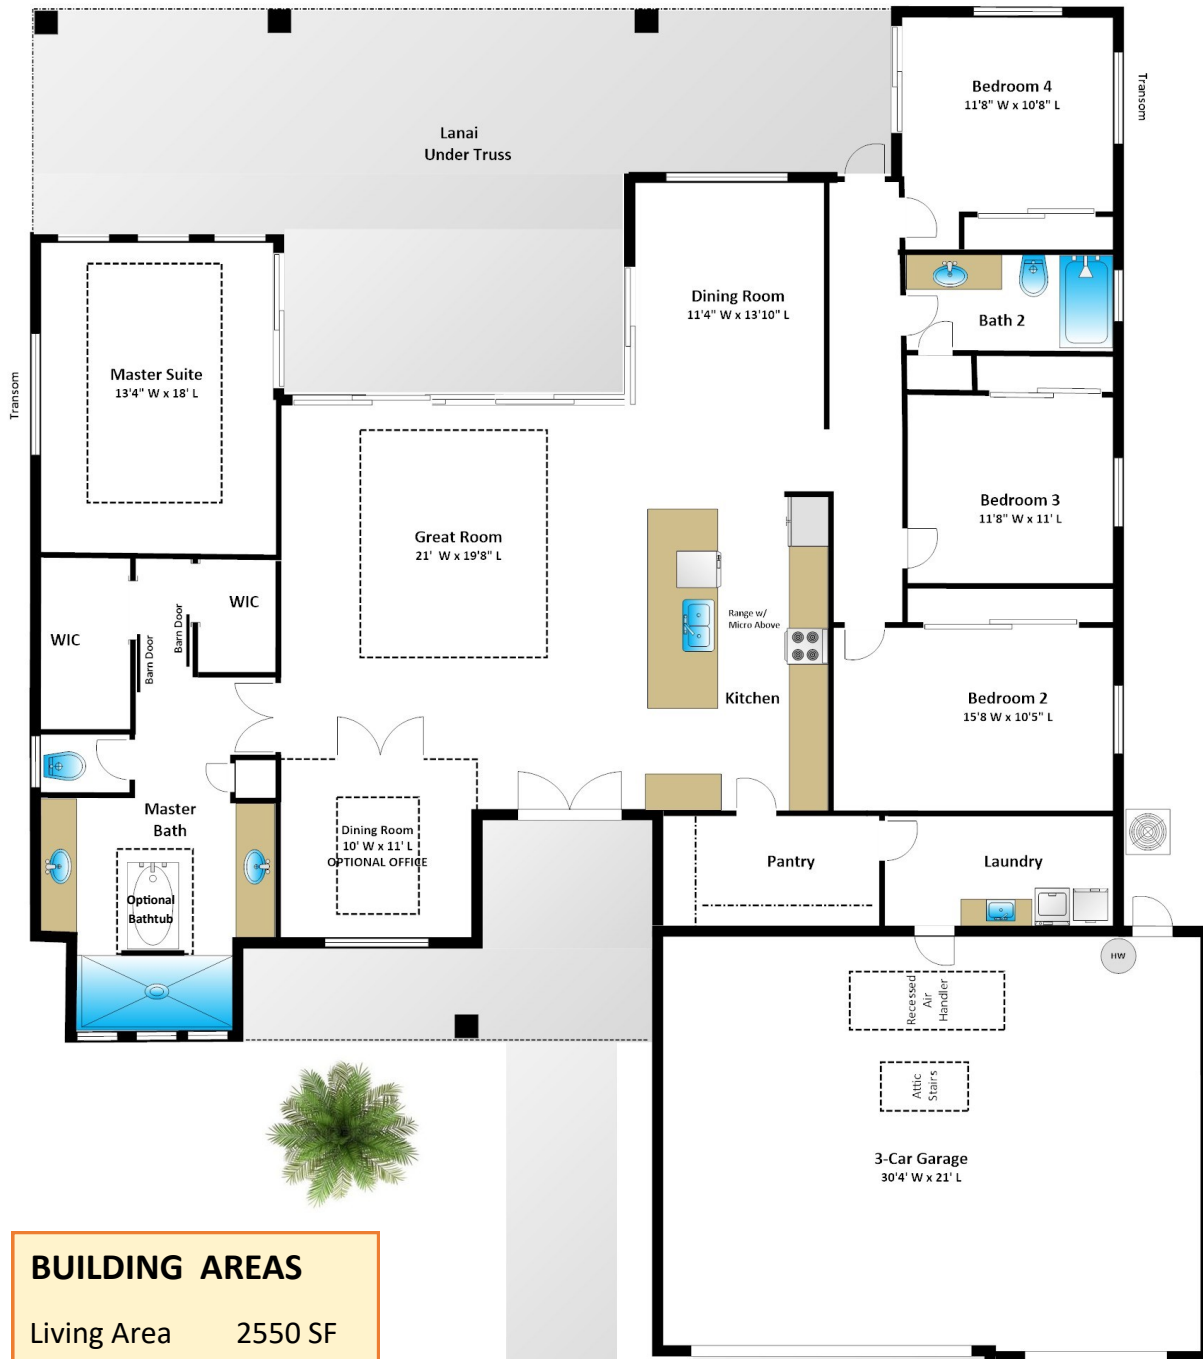 Bedroom 4
11'8" W x 10'8" L
Transom
Lanai
Under Truss
Dining Room
11'4" W x 13'10" L
Bath 2
Master Suite
13'4" W x 18' L
Transom
Bedroom 3
11'8" W x 11' L
Great Room
21' W x 19'8" L
WIC
WIC
Barn Door
Barn Door
Range w/
Micro Above
Kitchen
Bedroom 2
15'8 W x 10'5" L
Master
Bath
Dining Room
10' W x 11' L
OPTIONAL OFFICE
Pantry
Laundry
Optional
Bathtub
HW
Recessed
Air
Handler
Attic
Stairs
3-Car Garage
30'4' W x 21' L
BUILDING AREAS
Living Area 2550 SF